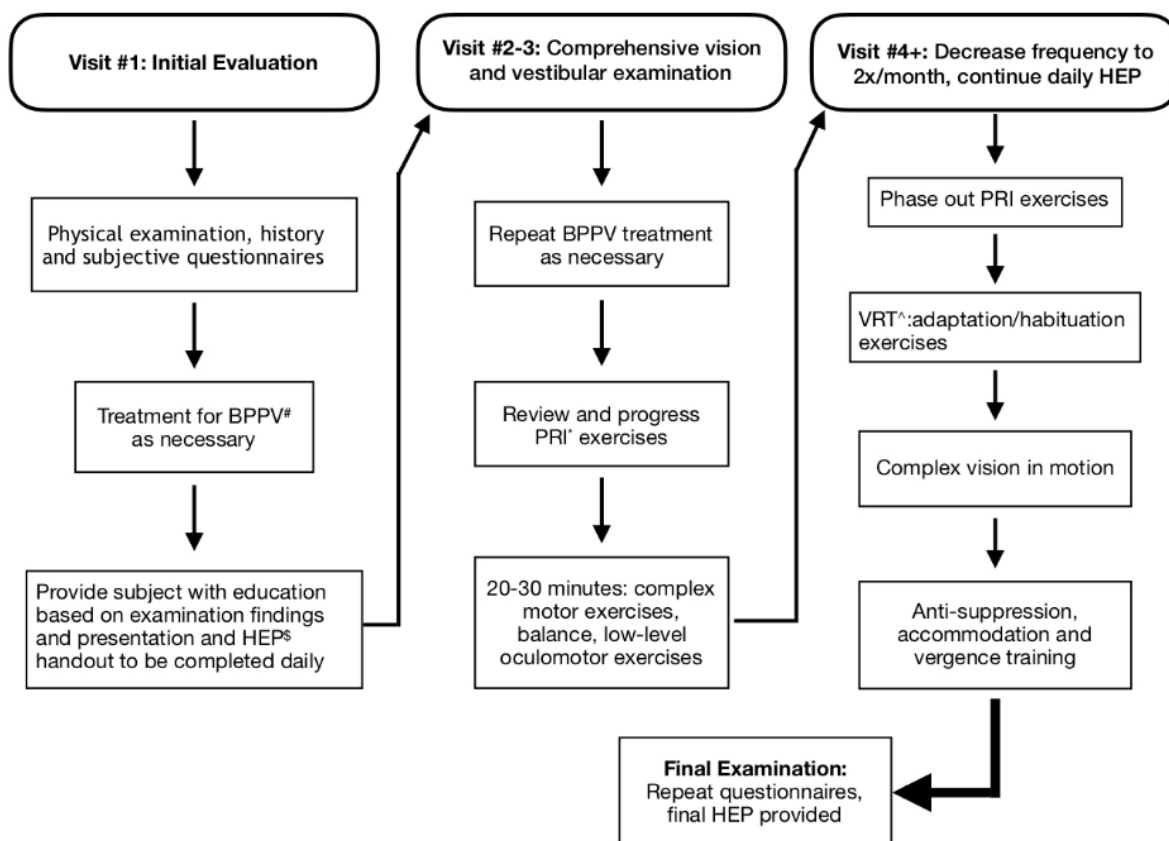 Visit #1: Initial Evaluation
Physical examination, history
and subjective questionnaires
Treatment for BPPV#
as necessary
Provide subject with education
based on examination findings
and presentation and HEP$
handout to be completed daily
Visit #2-3: Comprehensive vision
and vestibular examination
Repeat BPPV treatment
as necessary
Review and progress
PRI* exercises
20-30 minutes: complex
motor exercises,
balance, low-level
oculomotor exercises
Visit #4+: Decrease frequency to
2x/month, continue daily HEP
Phase out PRI exercises
VRT^:adaptation/habituation
exercises
Complex vision in motion
Anti-suppression,
accommodation and
vergence training
Final Examination:
Repeat questionnaires,
final HEP provided